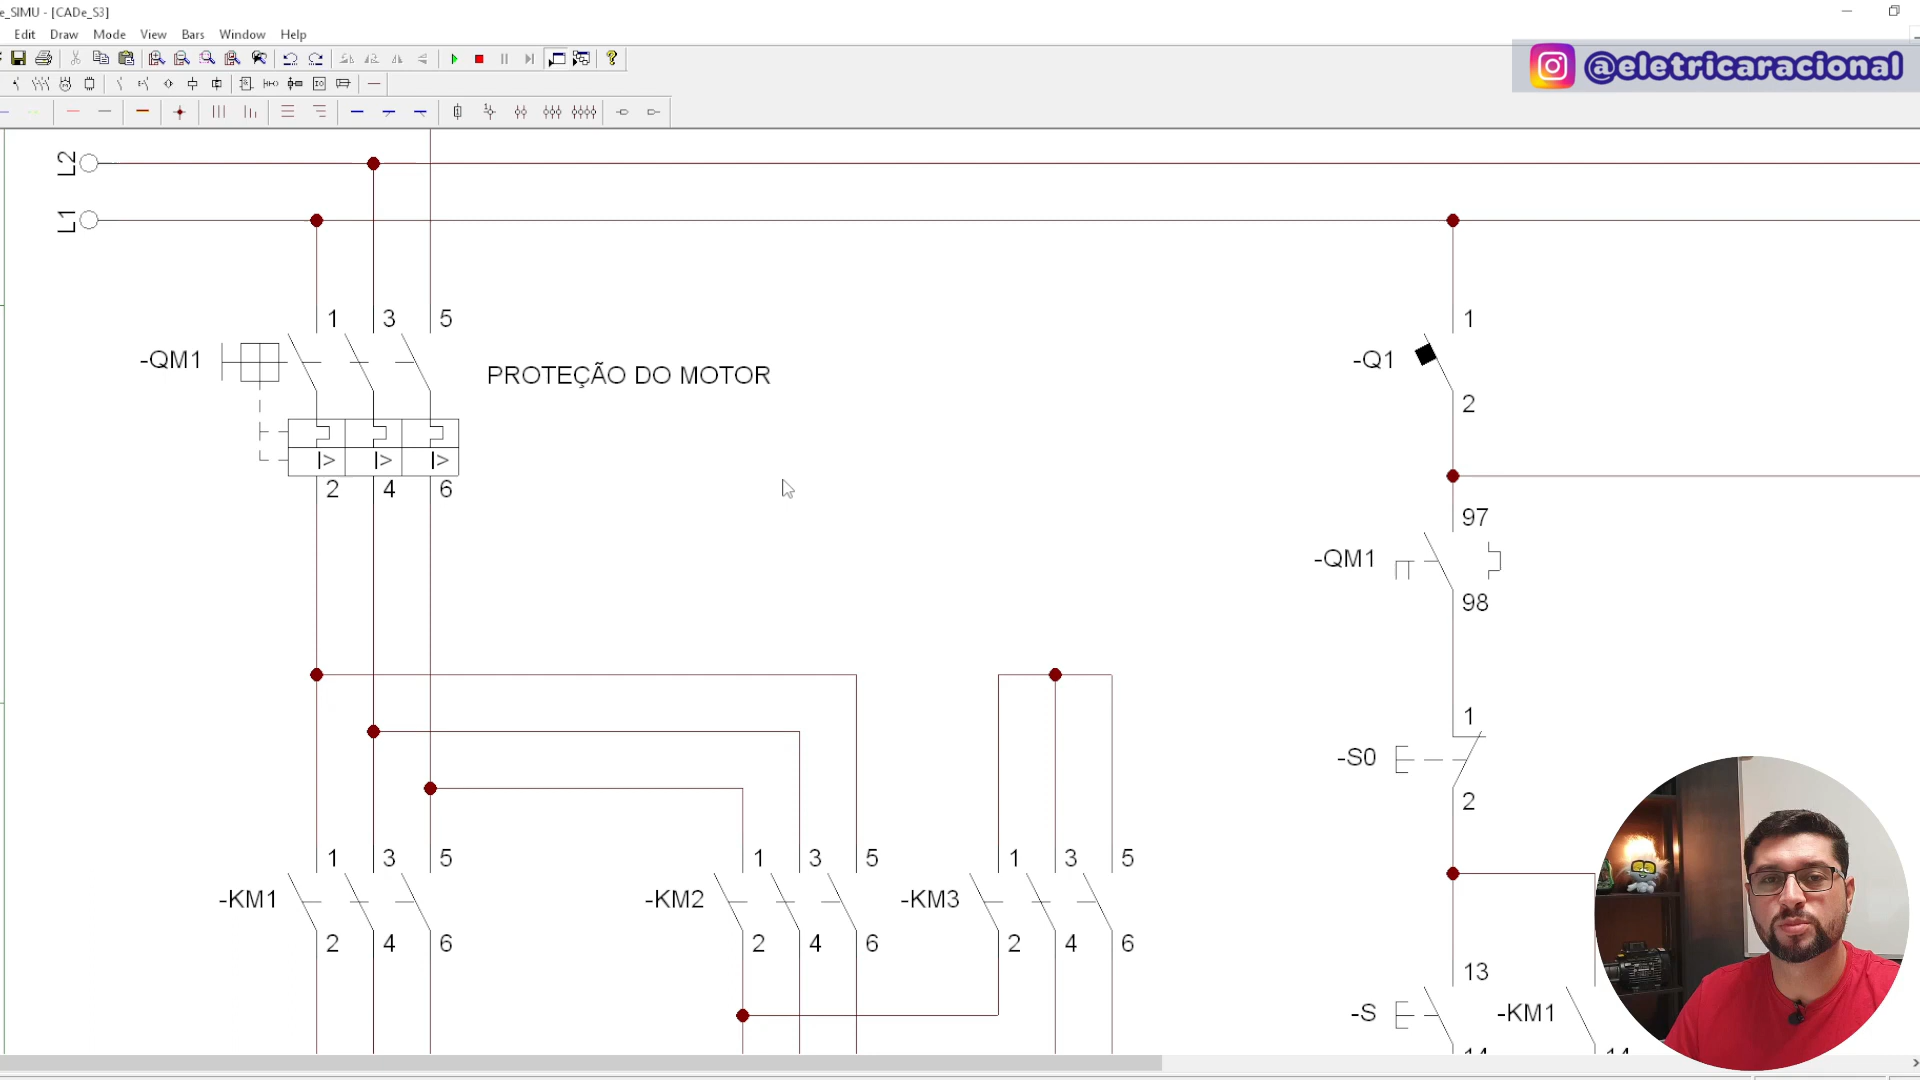 e_SIMU - [CADe_S3]
Edit Draw Mode View Bars Window Help
@eletricaracional
L2
L1
1 3 5
-QM1
PROTEÇÃO DO MOTOR
|> |> |>
2 4 6
1
-Q1
2
97
-QM1
98
1
-S0
2
1 3 5
-KM1
2 4 6
1 3 5
-KM2
2 4 6
1 3 5
-KM3
2 4 6
13
-S
14
-KM1
14